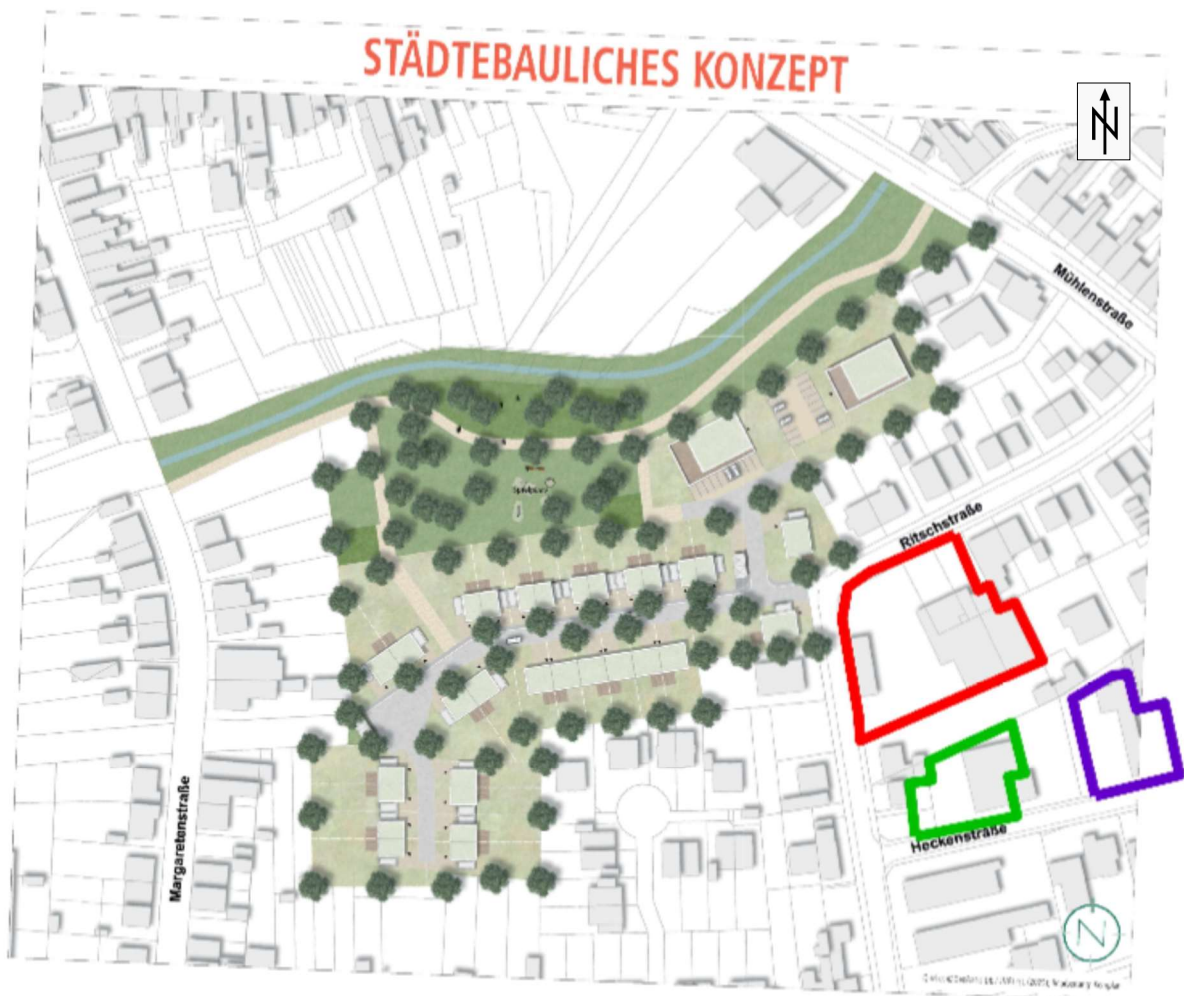 STÄDTEBAULICHES KONZEPT
N
Mühlenstraße
Ritschstraße
Margaretenstraße
Heckenstraße
N